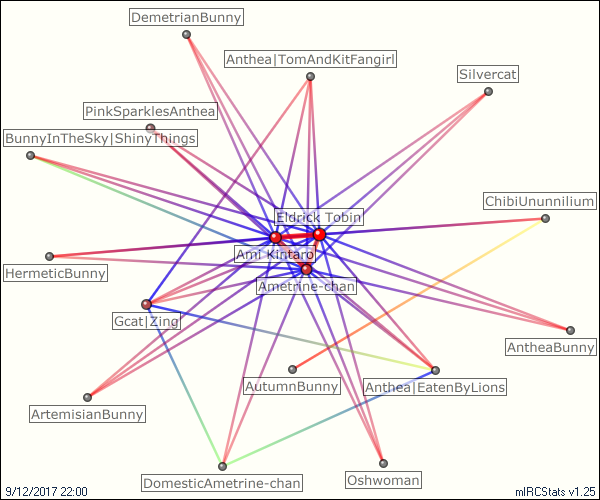 DemetrianBunny
Anthea|TomAndKitFangirl
Silvercat
PinkSparklesAnthea
BunnyInTheSky|ShinyThings
ChibiUnunnilium
Eldrick Tobin
Ami Kintaro
HermeticBunny
Ametrine-chan
Gcat|Zing
AntheaBunny
AutumnBunny
Anthea|EatenByLions
ArtemisianBunny
DomesticAmetrine-chan
Oshwoman
9/12/2017 22:00
mIRCStats v1.25